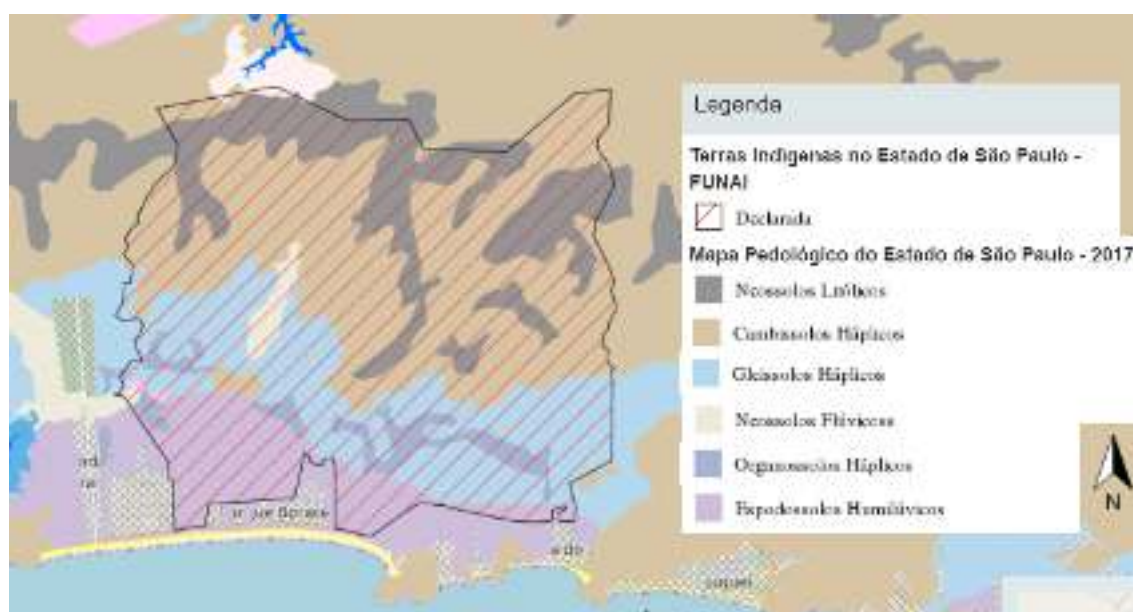 Legenda
Terras Indígenas no Estado de São Paulo -
FUNAI
Declarada
Mapa Pedológico do Estado de São Paulo - 2017
Neossolos Litólicos
Cambissolos Háplicos
Gleissolos Háplicos
Neossolos Flúvicos
Organossolos Háplicos
Espodossolos Humilúvicos
N